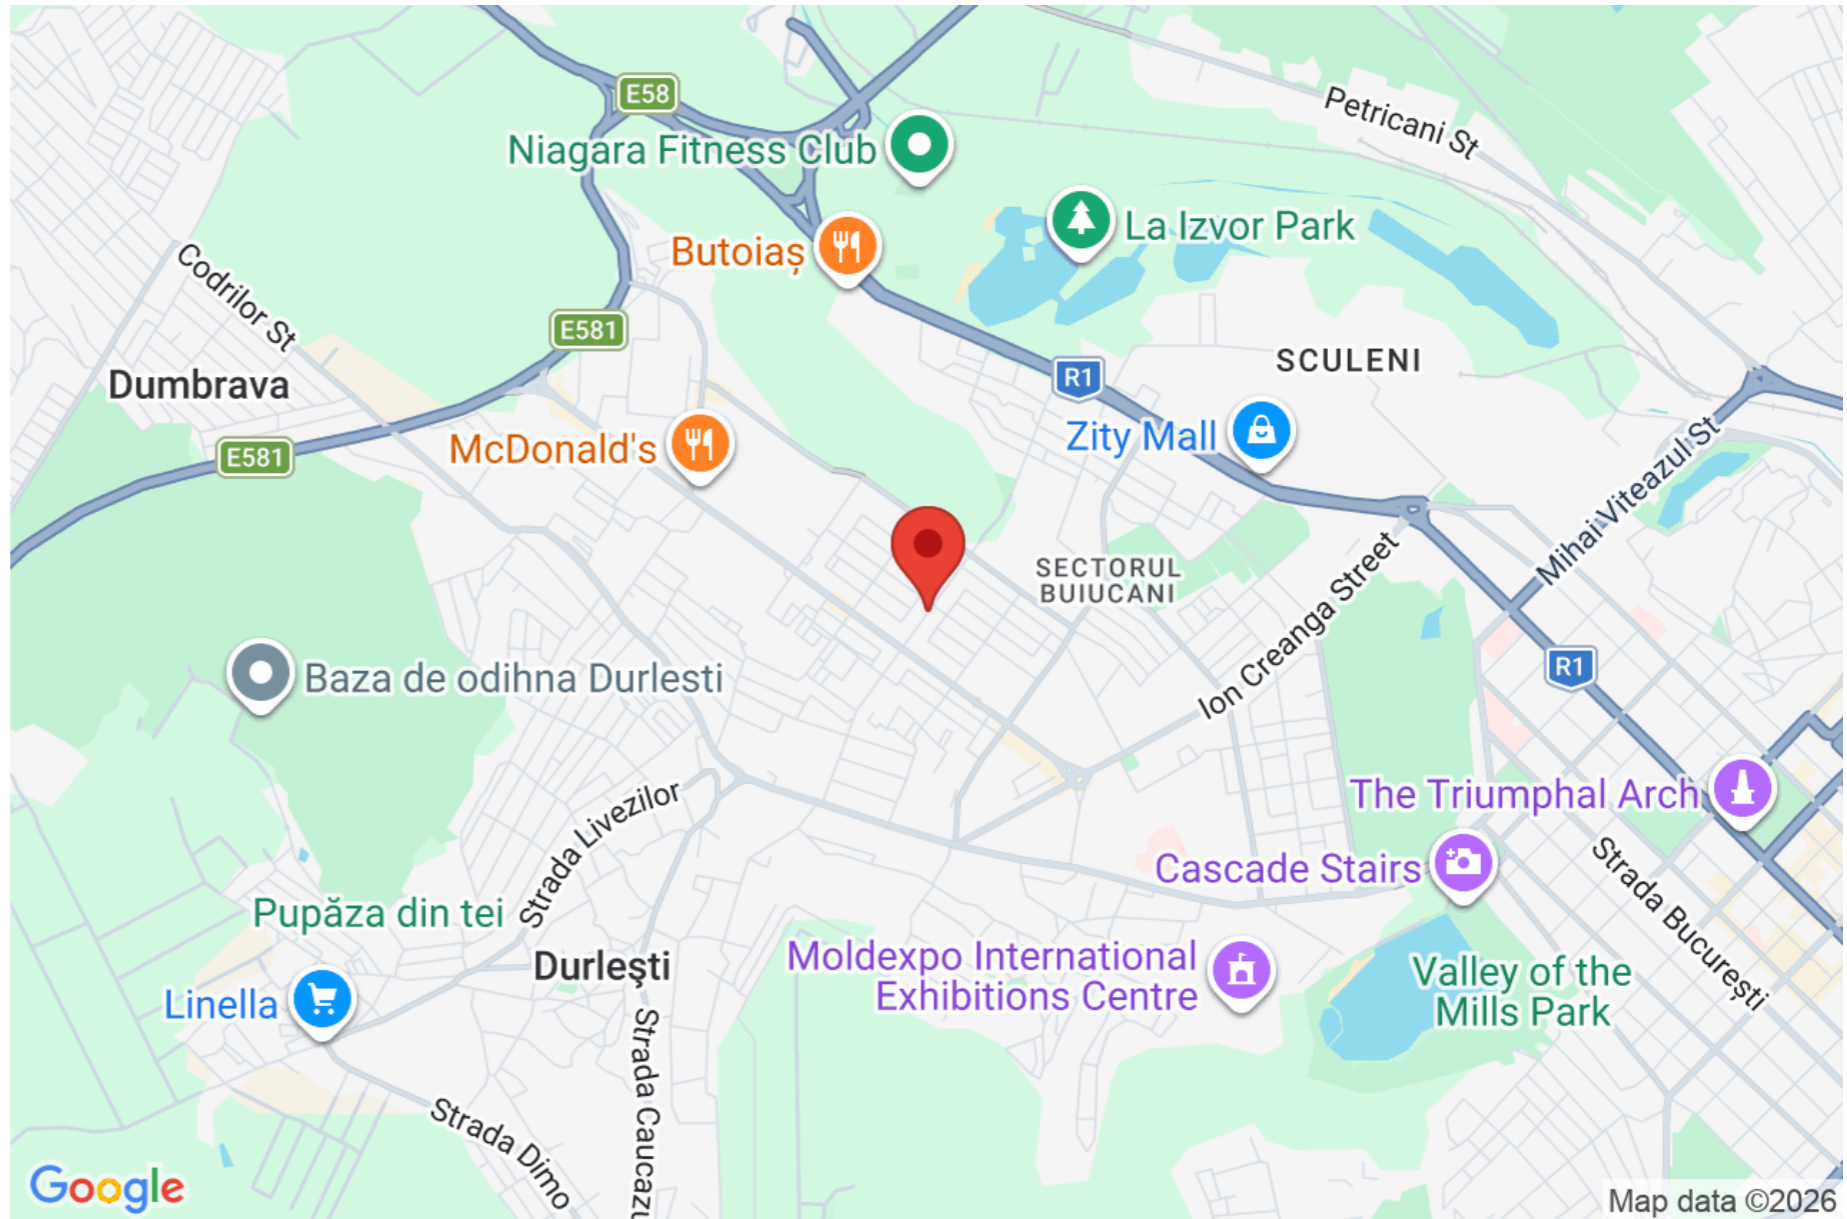 E58
Petricani St
Niagara Fitness Club
La Izvor Park
Butoiaș
Codrilor St
E581
SCULENI
R1
Dumbrava
Zity Mall
McDonald's
E581
Mihai Viteazul St
SECTORUL
BUIUCANI
Ion Creanga Street
R1
Baza de odihna Durlesti
The Triumphal Arch
Strada Livezilor
Cascade Stairs
Strada București
Pupăza din tei
Durleşti
Moldexpo International
Exhibitions Centre
Valley of the
Mills Park
Linella
Strada Caucazu
Strada Dimo
Google
Map data ©2026